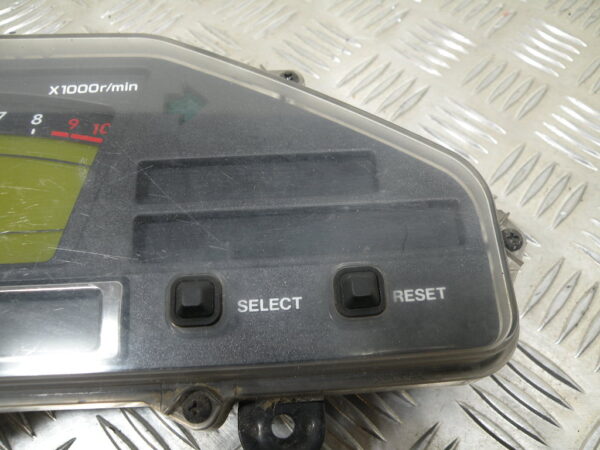 X1000r/min
7 8 9 10
SELECT RESET